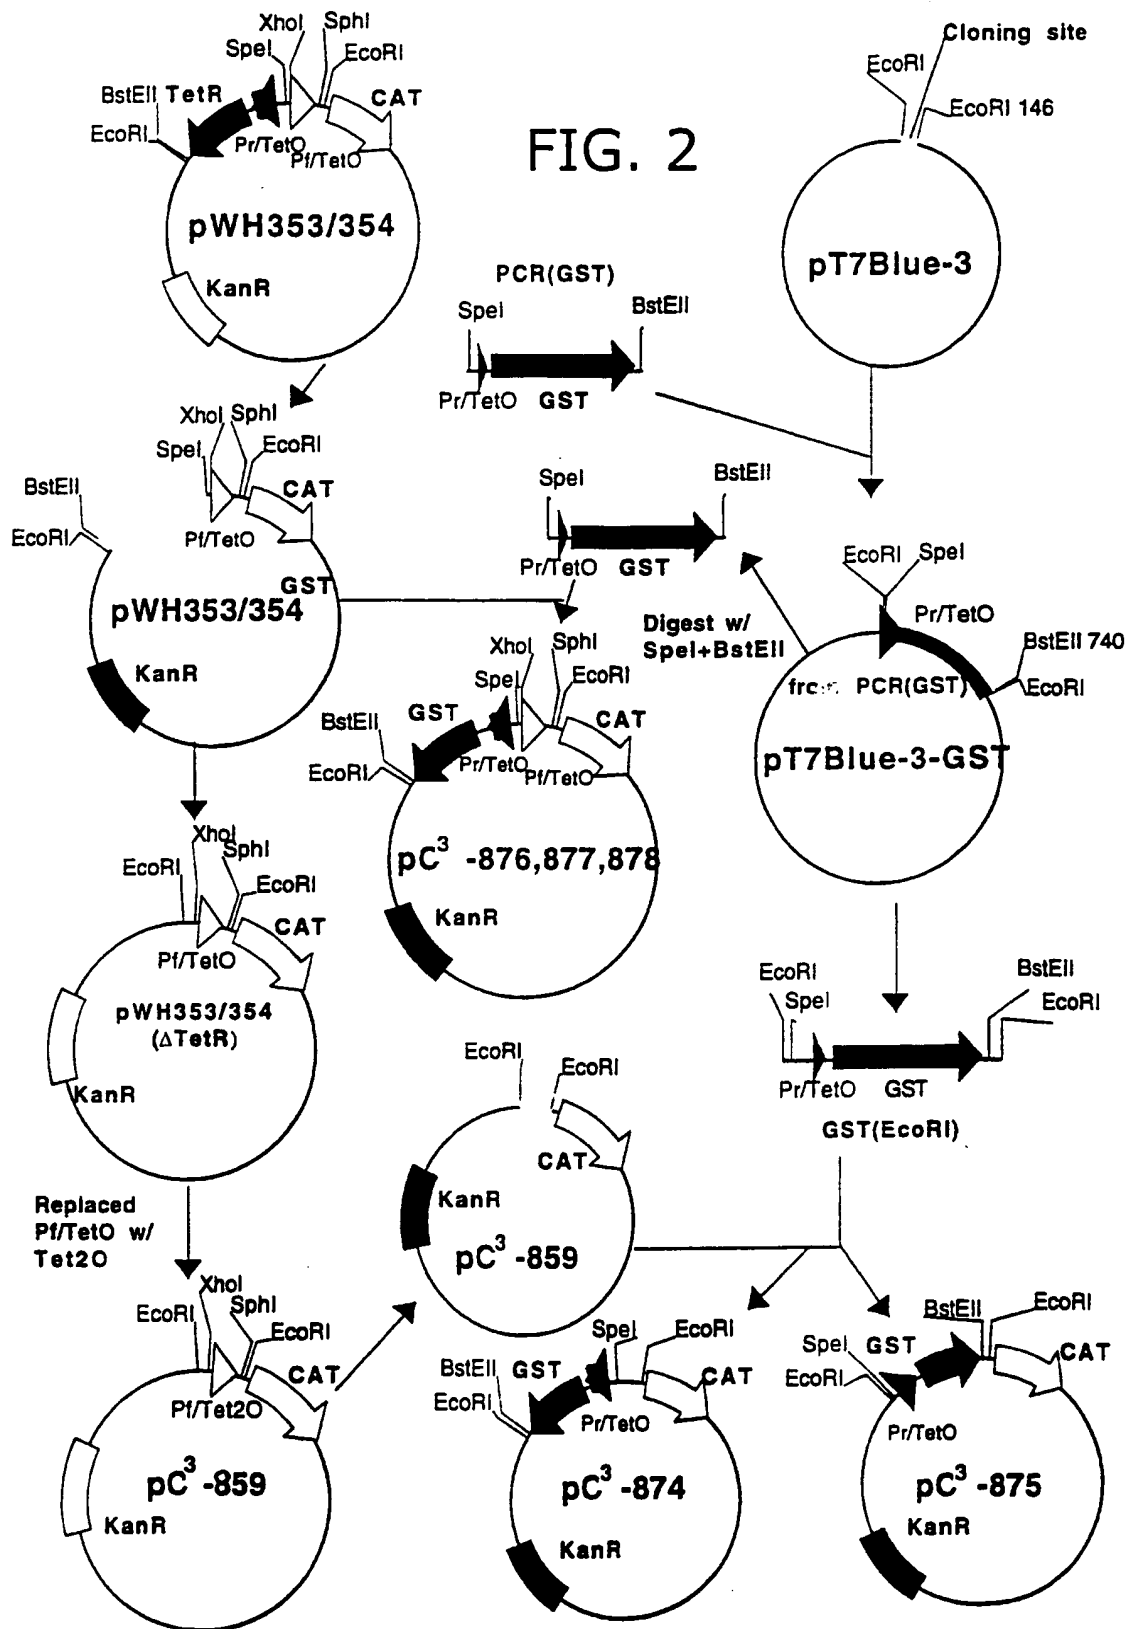 FIG. 2
XhoI
SphI
SpeI
EcoRI
BstEII TetR
CAT
EcoRI
Pr/TetO
Pf/TetO
pWH353/354
KanR
Cloning site
EcoRI
EcoRI 146
pT7Blue-3
PCR(GST)
SpeI
BstEII
Pr/TetO
GST
XhoI
SphI
SpeI
EcoRI
BstEII
CAT
EcoRI
Pf/TetO
GST
pWH353/354
KanR
SpeI
BstEII
Pr/TetO
GST
Digest w/
SpeI+BstEII
EcoRI
SpeI
Pr/TetO
BstEII 740
EcoRI
from PCR(GST)
pT7Blue-3-GST
XhoI
SphI
SpeI
EcoRI
GST
CAT
BstEII
EcoRI
Pr/TetO
Pf/TetO
pC3 -876,877,878
KanR
XhoI
SphI
EcoRI
EcoRI
CAT
Pf/TetO
pWH353/354
(ΔTetR)
KanR
EcoRI
BstEII
SpeI
EcoRI
Pr/TetO
GST
GST(EcoRI)
EcoRI
EcoRI
CAT
KanR
pC3 -859
Replaced
Pf/TetO w/
Tet2O
XhoI
SphI
EcoRI
EcoRI
CAT
Pf/Tet2O
pC3 -859
KanR
SpeI
EcoRI
BstEII
GST
CAT
EcoRI
Pr/TetO
pC3 -874
KanR
BstEII
EcoRI
SpeI
GST
CAT
EcoRI
Pr/TetO
pC3 -875
KanR